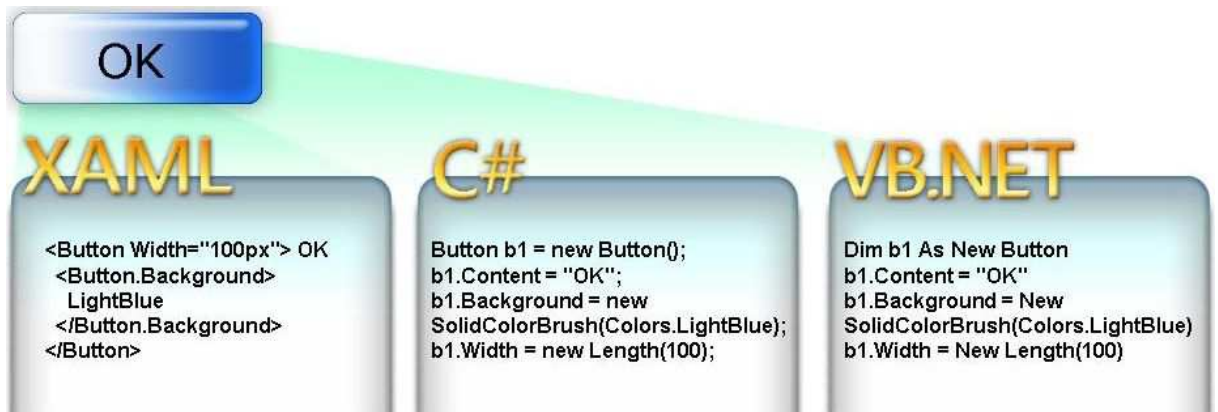 OK
XAML
<Button Width="100px"> OK
<Button.Background>
LightBlue
</Button.Background>
</Button>
C#
Button b1 = new Button();
b1.Content = "OK";
b1.Background = new
SolidColorBrush(Colors.LightBlue);
b1.Width = new Length(100);
VB.NET
Dim b1 As New Button
b1.Content = "OK"
b1.Background = New
SolidColorBrush(Colors.LightBlue)
b1.Width = New Length(100)